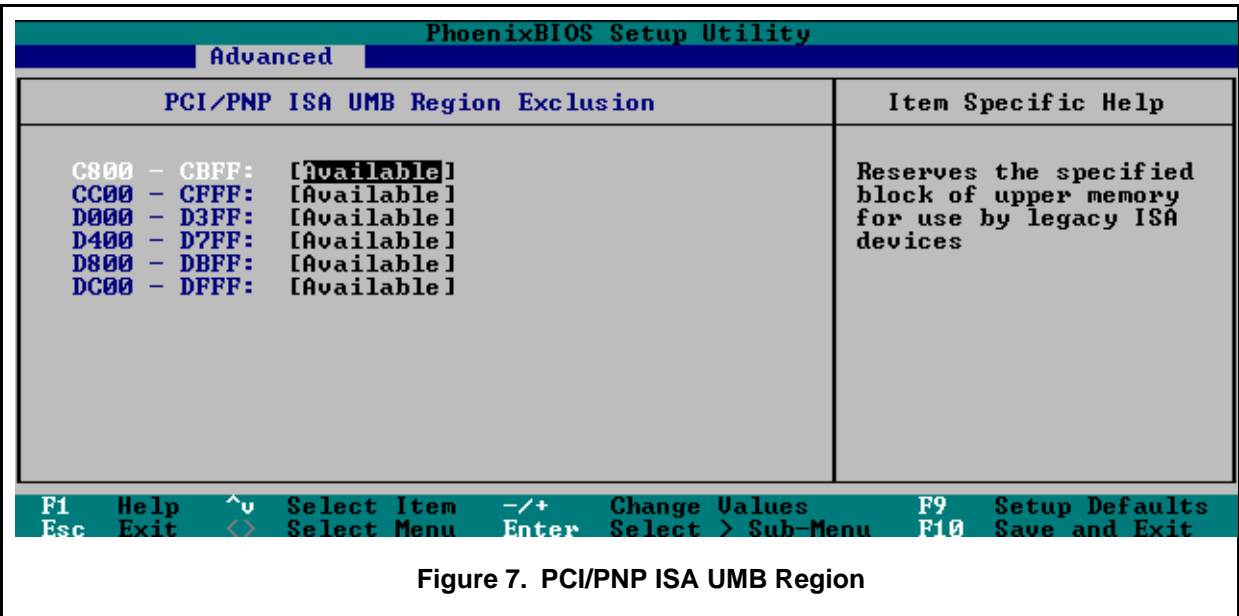 PhoenixBIOS Setup Utility
Advanced
PCI/PNP ISA UMB Region Exclusion
Item Specific Help
C800 - CBFF: [Available]
CC00 - CFFF: [Available]
D000 - D3FF: [Available]
D400 - D7FF: [Available]
D800 - DBFF: [Available]
DC00 - DFFF: [Available]
Reserves the specified
block of upper memory
for use by legacy ISA
devices
F1 Help ^v Select Item -/+ Change Values F9 Setup Defaults
Esc Exit <> Select Menu Enter Select > Sub-Menu F10 Save and Exit
Figure 7. PCI/PNP ISA UMB Region